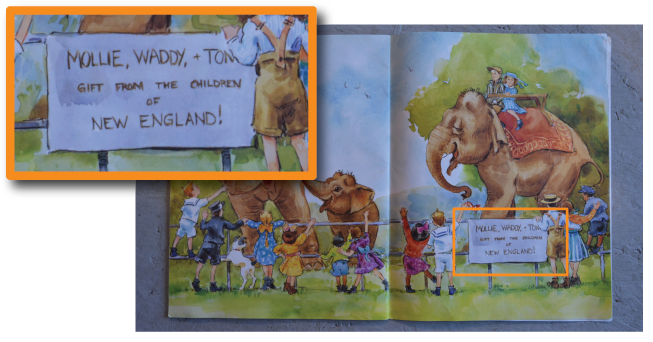 MOLLIE, WADDY, + TON
GIFT FROM THE CHILDREN
OF
NEW ENGLAND!
MOLLIE, WADDY, + TON
GIFT FROM THE CHILDREN
OF
NEW ENGLAND!